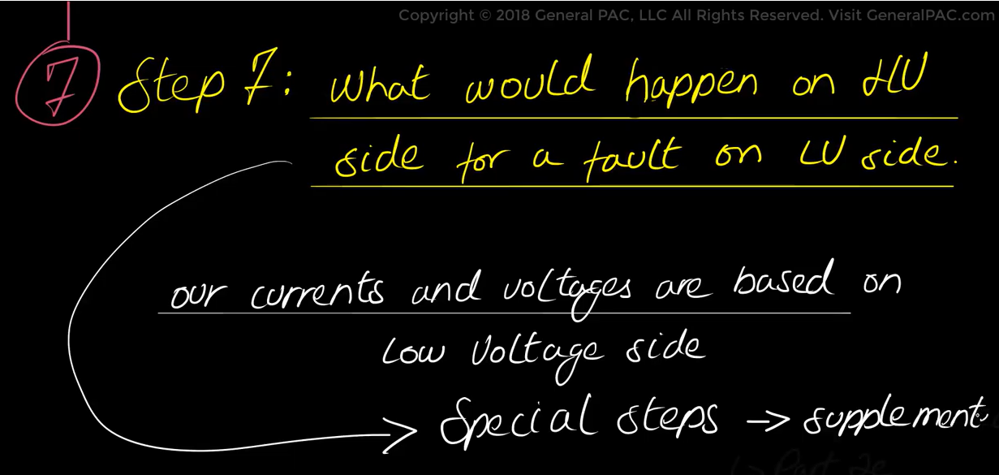 Copyright © 2018 General PAC, LLC All Rights Reserved. Visit GeneralPAC.com
7 Step 7: What would happen on HV
side for a fault on LV side.
our currents and voltages are based on
Low Voltage side
→ Special steps → supplement